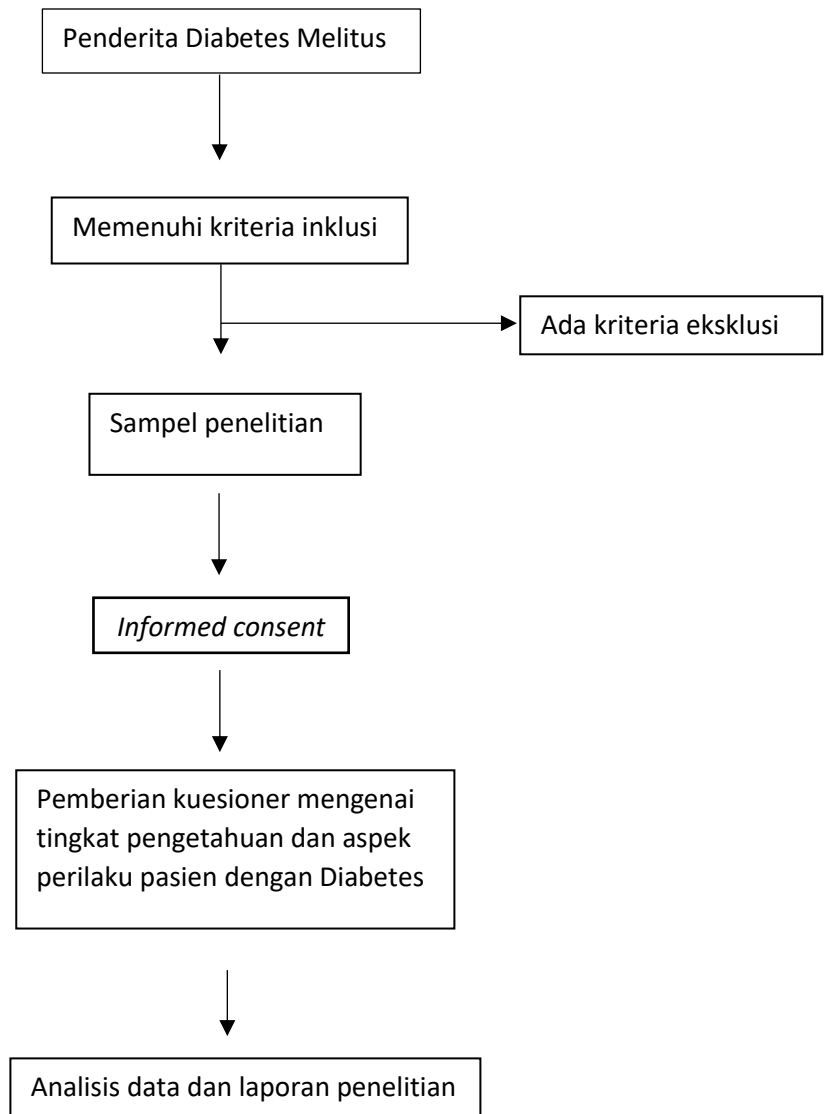 Penderita Diabetes Melitus
Memenuhi kriteria inklusi
Ada kriteria eksklusi
Sampel penelitian
Informed consent
Pemberian kuesioner mengenai
tingkat pengetahuan dan aspek
perilaku pasien dengan Diabetes
Analisis data dan laporan penelitian